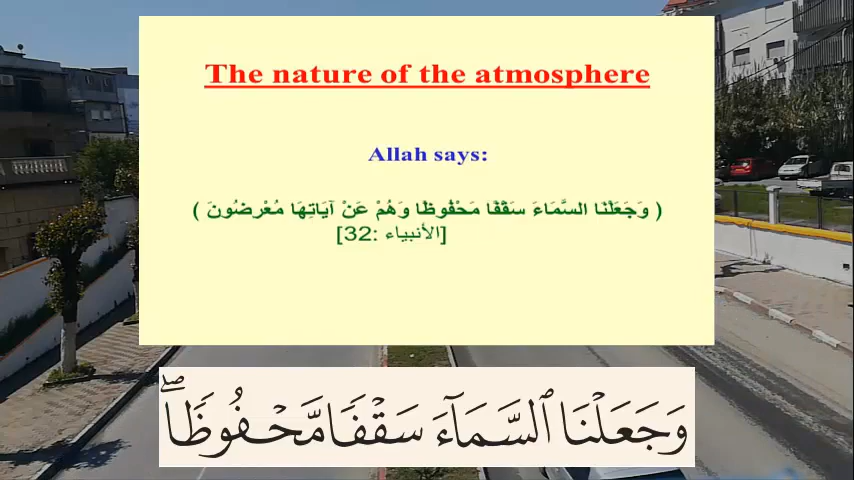 The nature of the atmosphere
Allah says:
( وَجَعَلْنَا السَّمَاءَ سَقْفًا مَحْفُوظًا وَهُمْ عَنْ آيَاتِهَا مُعْرِضُونَ )
[الأنبياء :32]
وَجَعَلْنَا ٱلسَّمَآءَ سَقْفًا مَّحْفُوظًاۖ